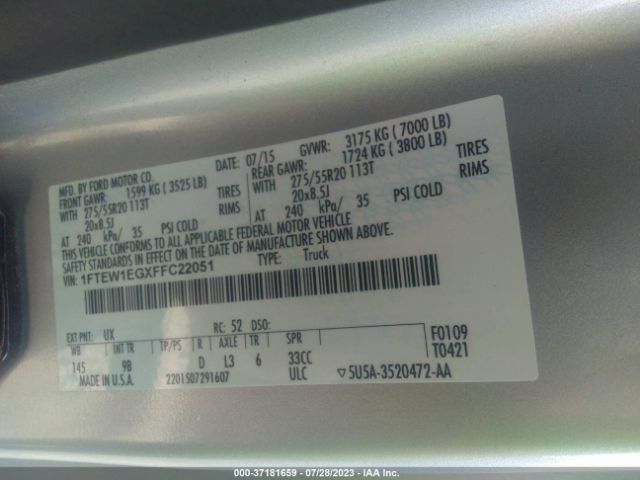 MFD. BY FORD MOTOR CO.
DATE: 07/15 GVWR: 3175 KG ( 7000 LB)
FRONT GAWR: 1599 KG ( 3525 LB) REAR GAWR: 1724 KG ( 3800 LB)
WITH 275/55R20 113T TIRES WITH 275/55R20 113T TIRES
20x8.5J RIMS 20x8.5J RIMS
AT 240 kPa/ 35 PSI COLD AT 240 kPa/ 35 PSI COLD
THIS VEHICLE CONFORMS TO ALL APPLICABLE FEDERAL MOTOR VEHICLE
SAFETY STANDARDS IN EFFECT ON THE DATE OF MANUFACTURE SHOWN ABOVE.
VIN: 1FTEW1EGXFFC22051 TYPE: Truck
EXT PNT: UX RC: 52 DSO:
WB INT TR TP/PS R AXLE TR SPR F0109
145 9B D L3 6 33CC T0421
MADE IN U.S.A. 2201507291607 ULC ▽5U5A-3520472-AA
000-37181659 - 07/28/2023 - IAA Inc.